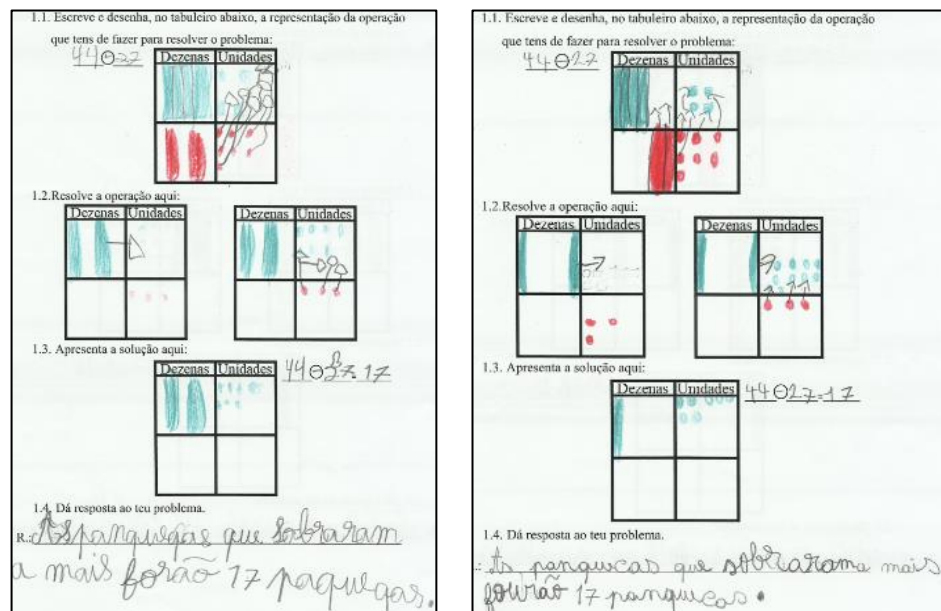 1.1. Escreve e desenha, no tabuleiro abaixo, a representação da operação
que tens de fazer para resolver o problema:
44⊖27
Dezenas Unidades
1.2.Resolve a operação aqui:
Dezenas Unidades
Dezenas Unidades
1.3. Apresenta a solução aqui:
Dezenas Unidades
44⊖27=17
1.4. Dá resposta ao teu problema.
R.: As panquegas que sobraram
a mais forão 17 paquegas.
1.1. Escreve e desenha, no tabuleiro abaixo, a representação da operação
que tens de fazer para resolver o problema:
44⊖27
Dezenas Unidades
1.2.Resolve a operação aqui:
Dezenas Unidades
Dezenas Unidades
1.3. Apresenta a solução aqui:
Dezenas Unidades
44⊖27=17
1.4. Dá resposta ao teu problema.
As panquecas que sobraram a mais
17 panquecas.